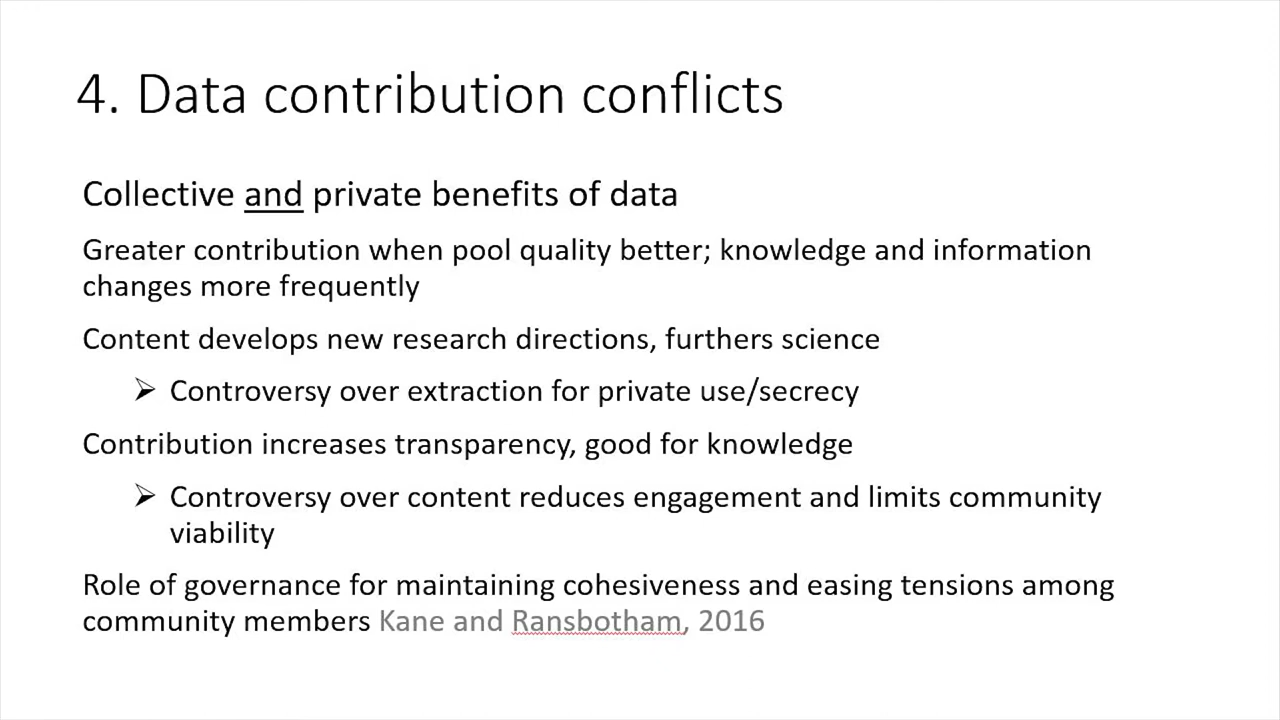 4. Data contribution conflicts
Collective and private benefits of data
Greater contribution when pool quality better; knowledge and information
changes more frequently
Content develops new research directions, furthers science
➢ Controversy over extraction for private use/secrecy
Contribution increases transparency, good for knowledge
➢ Controversy over content reduces engagement and limits community
viability
Role of governance for maintaining cohesiveness and easing tensions among
community members Kane and Ransbotham, 2016